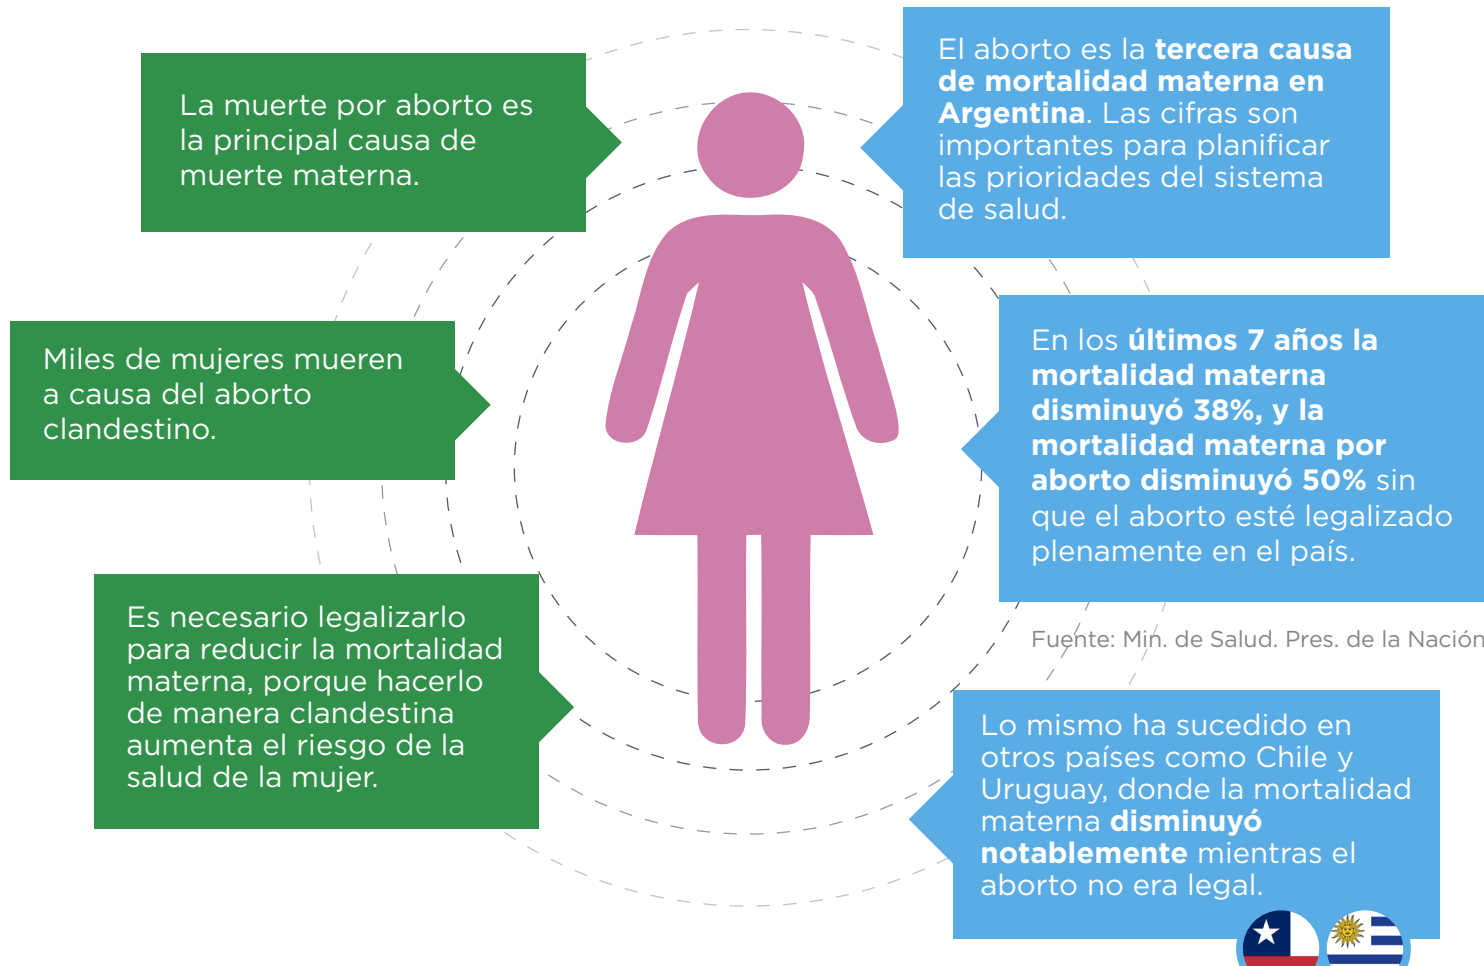 La muerte por aborto es
la principal causa de
muerte materna.
El aborto es la tercera causa
de mortalidad materna en
Argentina. Las cifras son
importantes para planificar
las prioridades del sistema
de salud.
Miles de mujeres mueren
a causa del aborto
clandestino.
En los últimos 7 años la
mortalidad materna
disminuyó 38%, y la
mortalidad materna por
aborto disminuyó 50% sin
que el aborto esté legalizado
plenamente en el país.
Fuente: Min. de Salud. Pres. de la Nación
Es necesario legalizarlo
para reducir la mortalidad
materna, porque hacerlo
de manera clandestina
aumenta el riesgo de la
salud de la mujer.
Lo mismo ha sucedido en
otros países como Chile y
Uruguay, donde la mortalidad
materna disminuyó
notablemente mientras el
aborto no era legal.